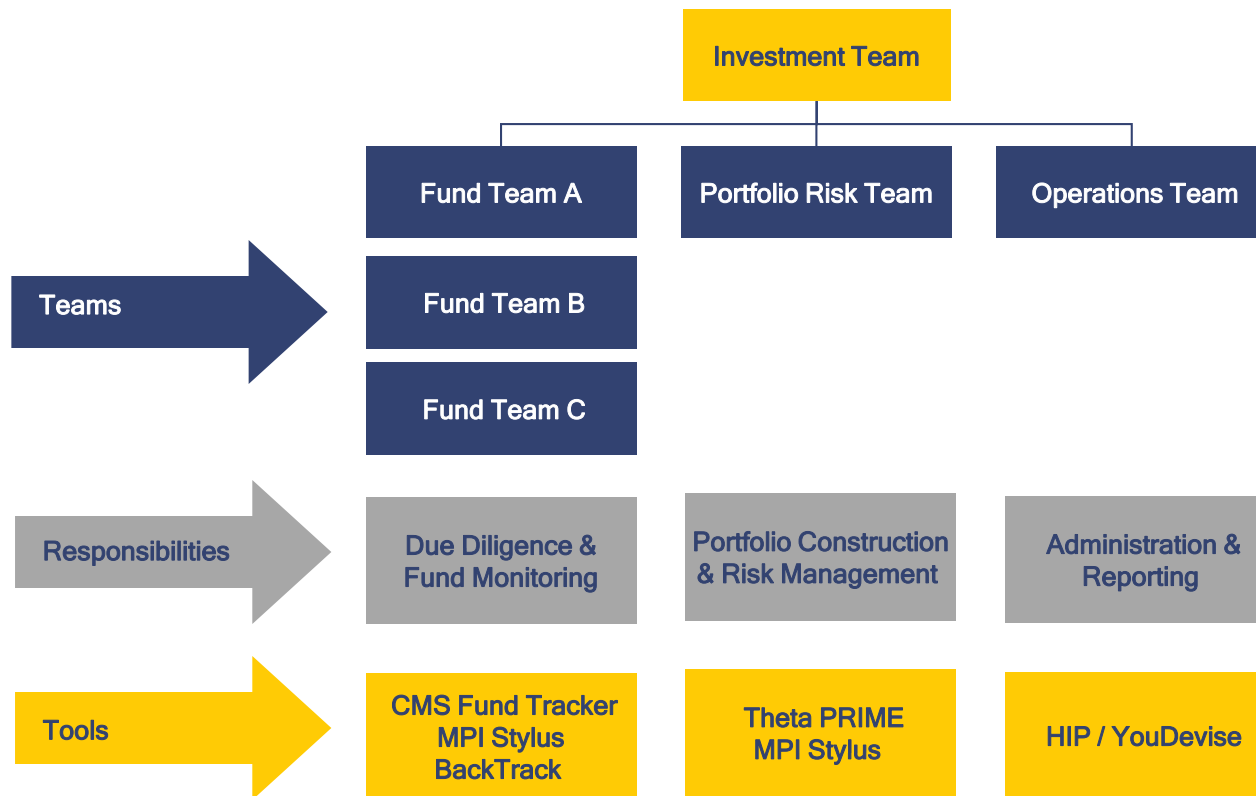 Investment Team
Fund Team A
Portfolio Risk Team
Operations Team
Teams
Fund Team B
Fund Team C
Responsibilities
Due Diligence &
Fund Monitoring
Portfolio Construction
& Risk Management
Administration &
Reporting
Tools
CMS Fund Tracker
MPI Stylus
BackTrack
Theta PRIME
MPI Stylus
HIP / YouDevise